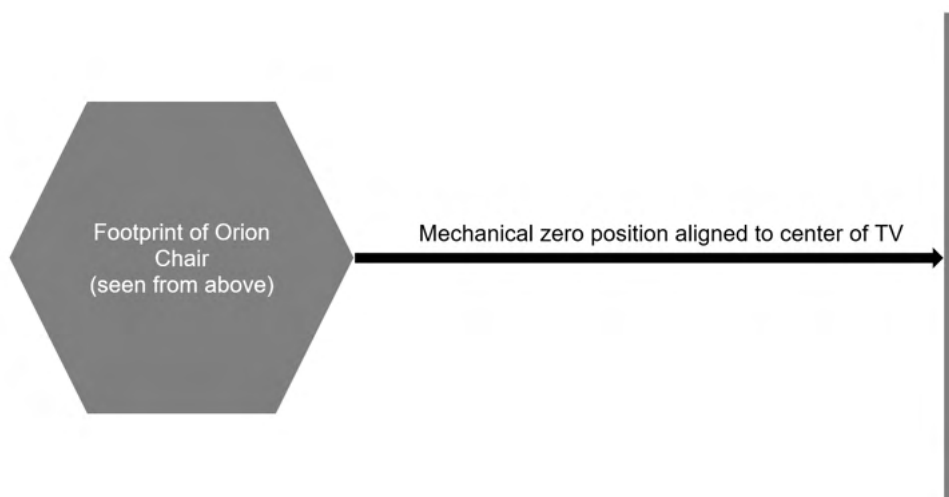 Footprint of Orion
Chair
(seen from above)
Mechanical zero position aligned to center of TV